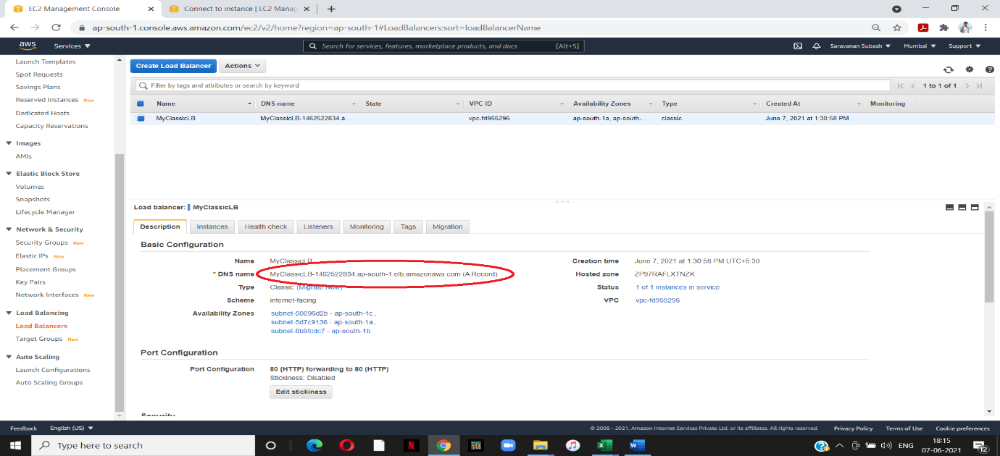 EC2 Management Console
Connect to instance | EC2 Manag
ap-south-1.console.aws.amazon.com/ec2/v2/home?region=ap-south-1#LoadBalancers:sort=loadBalancerName
aws Services Search for services, features, marketplace products, and docs [Alt+S] Saravanan Subash Mumbai Support
Launch Templates
Spot Requests
Savings Plans
Reserved Instances New
Dedicated Hosts
Capacity Reservations
Images
AMIs
Elastic Block Store
Volumes
Snapshots
Lifecycle Manager
Network & Security
Security Groups New
Elastic IPs New
Placement Groups
Key Pairs
Network Interfaces New
Load Balancing
Load Balancers
Target Groups New
Auto Scaling
Launch Configurations
Auto Scaling Groups
Create Load Balancer Actions
Filter by tags and attributes or search by keyword 1 to 1 of 1
Name DNS name State VPC ID Availability Zones Type Created At Monitoring
MyClassicLB MyClassicLB-1462522834.a... vpc-fd955296 ap-south-1a, ap-south-... classic June 7, 2021 at 1:30:58 PM ...
Load balancer: MyClassicLB
Description Instances Health check Listeners Monitoring Tags Migration
Basic Configuration
Name MyClassicLB
* DNS name MyClassicLB-1462522834.ap-south-1.elb.amazonaws.com (A Record)
Type Classic (Migrate Now)
Scheme internet-facing
Availability Zones subnet-50096d2b - ap-south-1c,
subnet-5d7c9136 - ap-south-1a,
subnet-8b9fcdc7 - ap-south-1b
Creation time June 7, 2021 at 1:30:58 PM UTC+5:30
Hosted zone ZP97RAFLXTNZK
Status 1 of 1 instances in service
VPC vpc-fd955296
Port Configuration
Port Configuration 80 (HTTP) forwarding to 80 (HTTP)
Stickiness: Disabled
Edit stickiness
Security
Feedback English (US) © 2008 - 2021, Amazon Internet Services Private Ltd. or its affiliates. All rights reserved. Privacy Policy Terms of Use Cookie preferences
Type here to search
ENG
18:15
07-06-2021
12